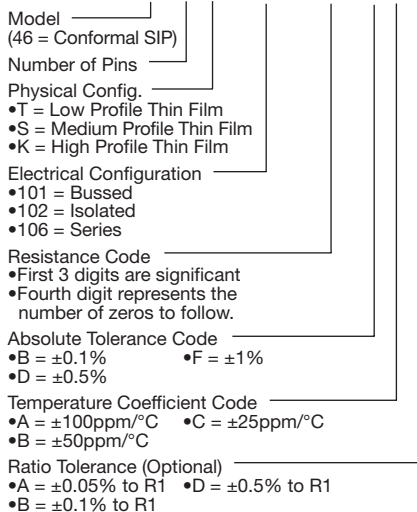 Model
(46 = Conformal SIP)
Number of Pins
Physical Config.
•T = Low Profile Thin Film
•S = Medium Profile Thin Film
•K = High Profile Thin Film
Electrical Configuration
•101 = Bussed
•102 = Isolated
•106 = Series
Resistance Code
•First 3 digits are significant
•Fourth digit represents the
number of zeros to follow.
Absolute Tolerance Code
•B = ±0.1% •F = ±1%
•D = ±0.5%
Temperature Coefficient Code
•A = ±100ppm/°C •C = ±25ppm/°C
•B = ±50ppm/°C
Ratio Tolerance (Optional)
•A = ±0.05% to R1 •D = ±0.5% to R1
•B = ±0.1% to R1